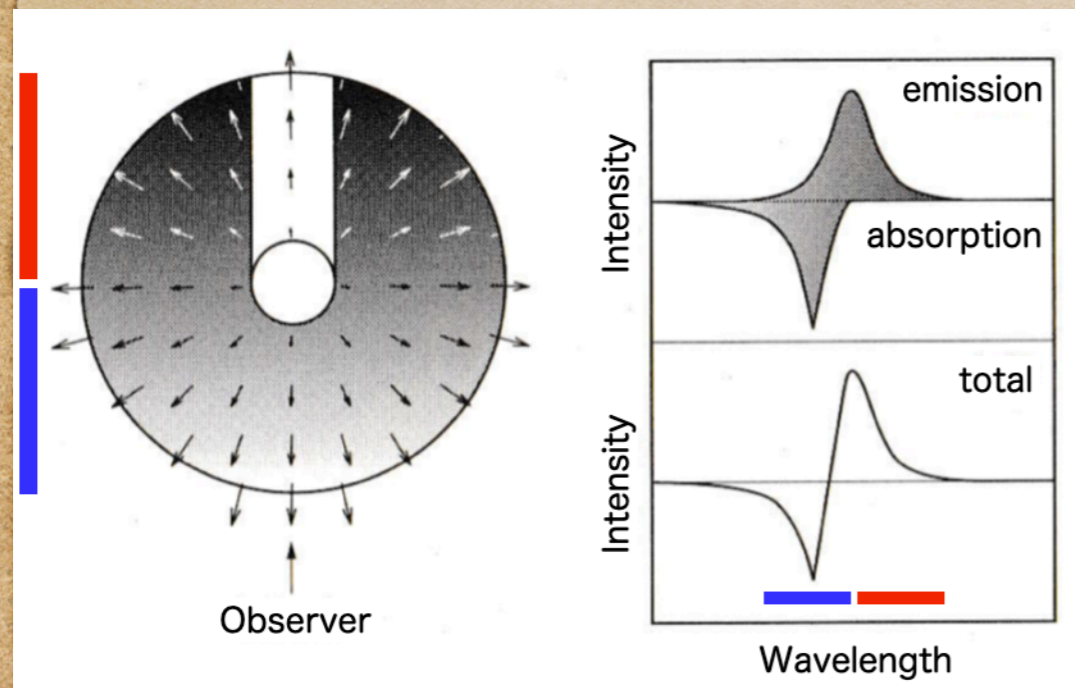 Observer
Intensity
emission
absorption
Intensity
total
Wavelength